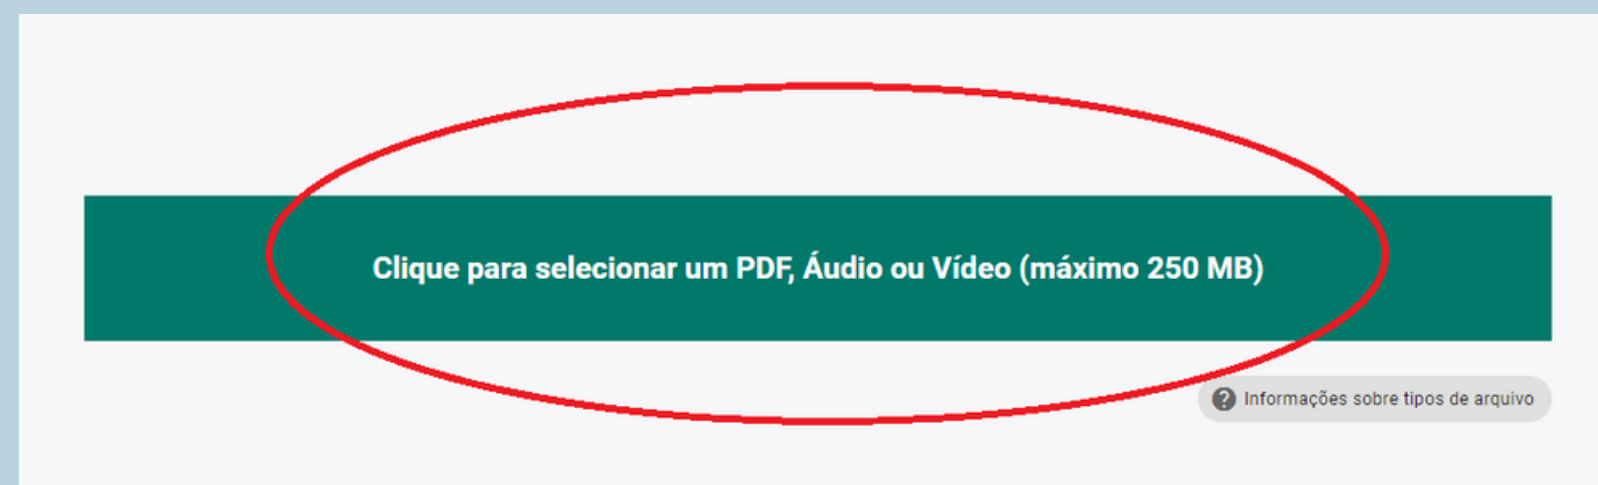 Clique para selecionar um PDF, Áudio ou Vídeo (máximo 250 MB)
Informações sobre tipos de arquivo